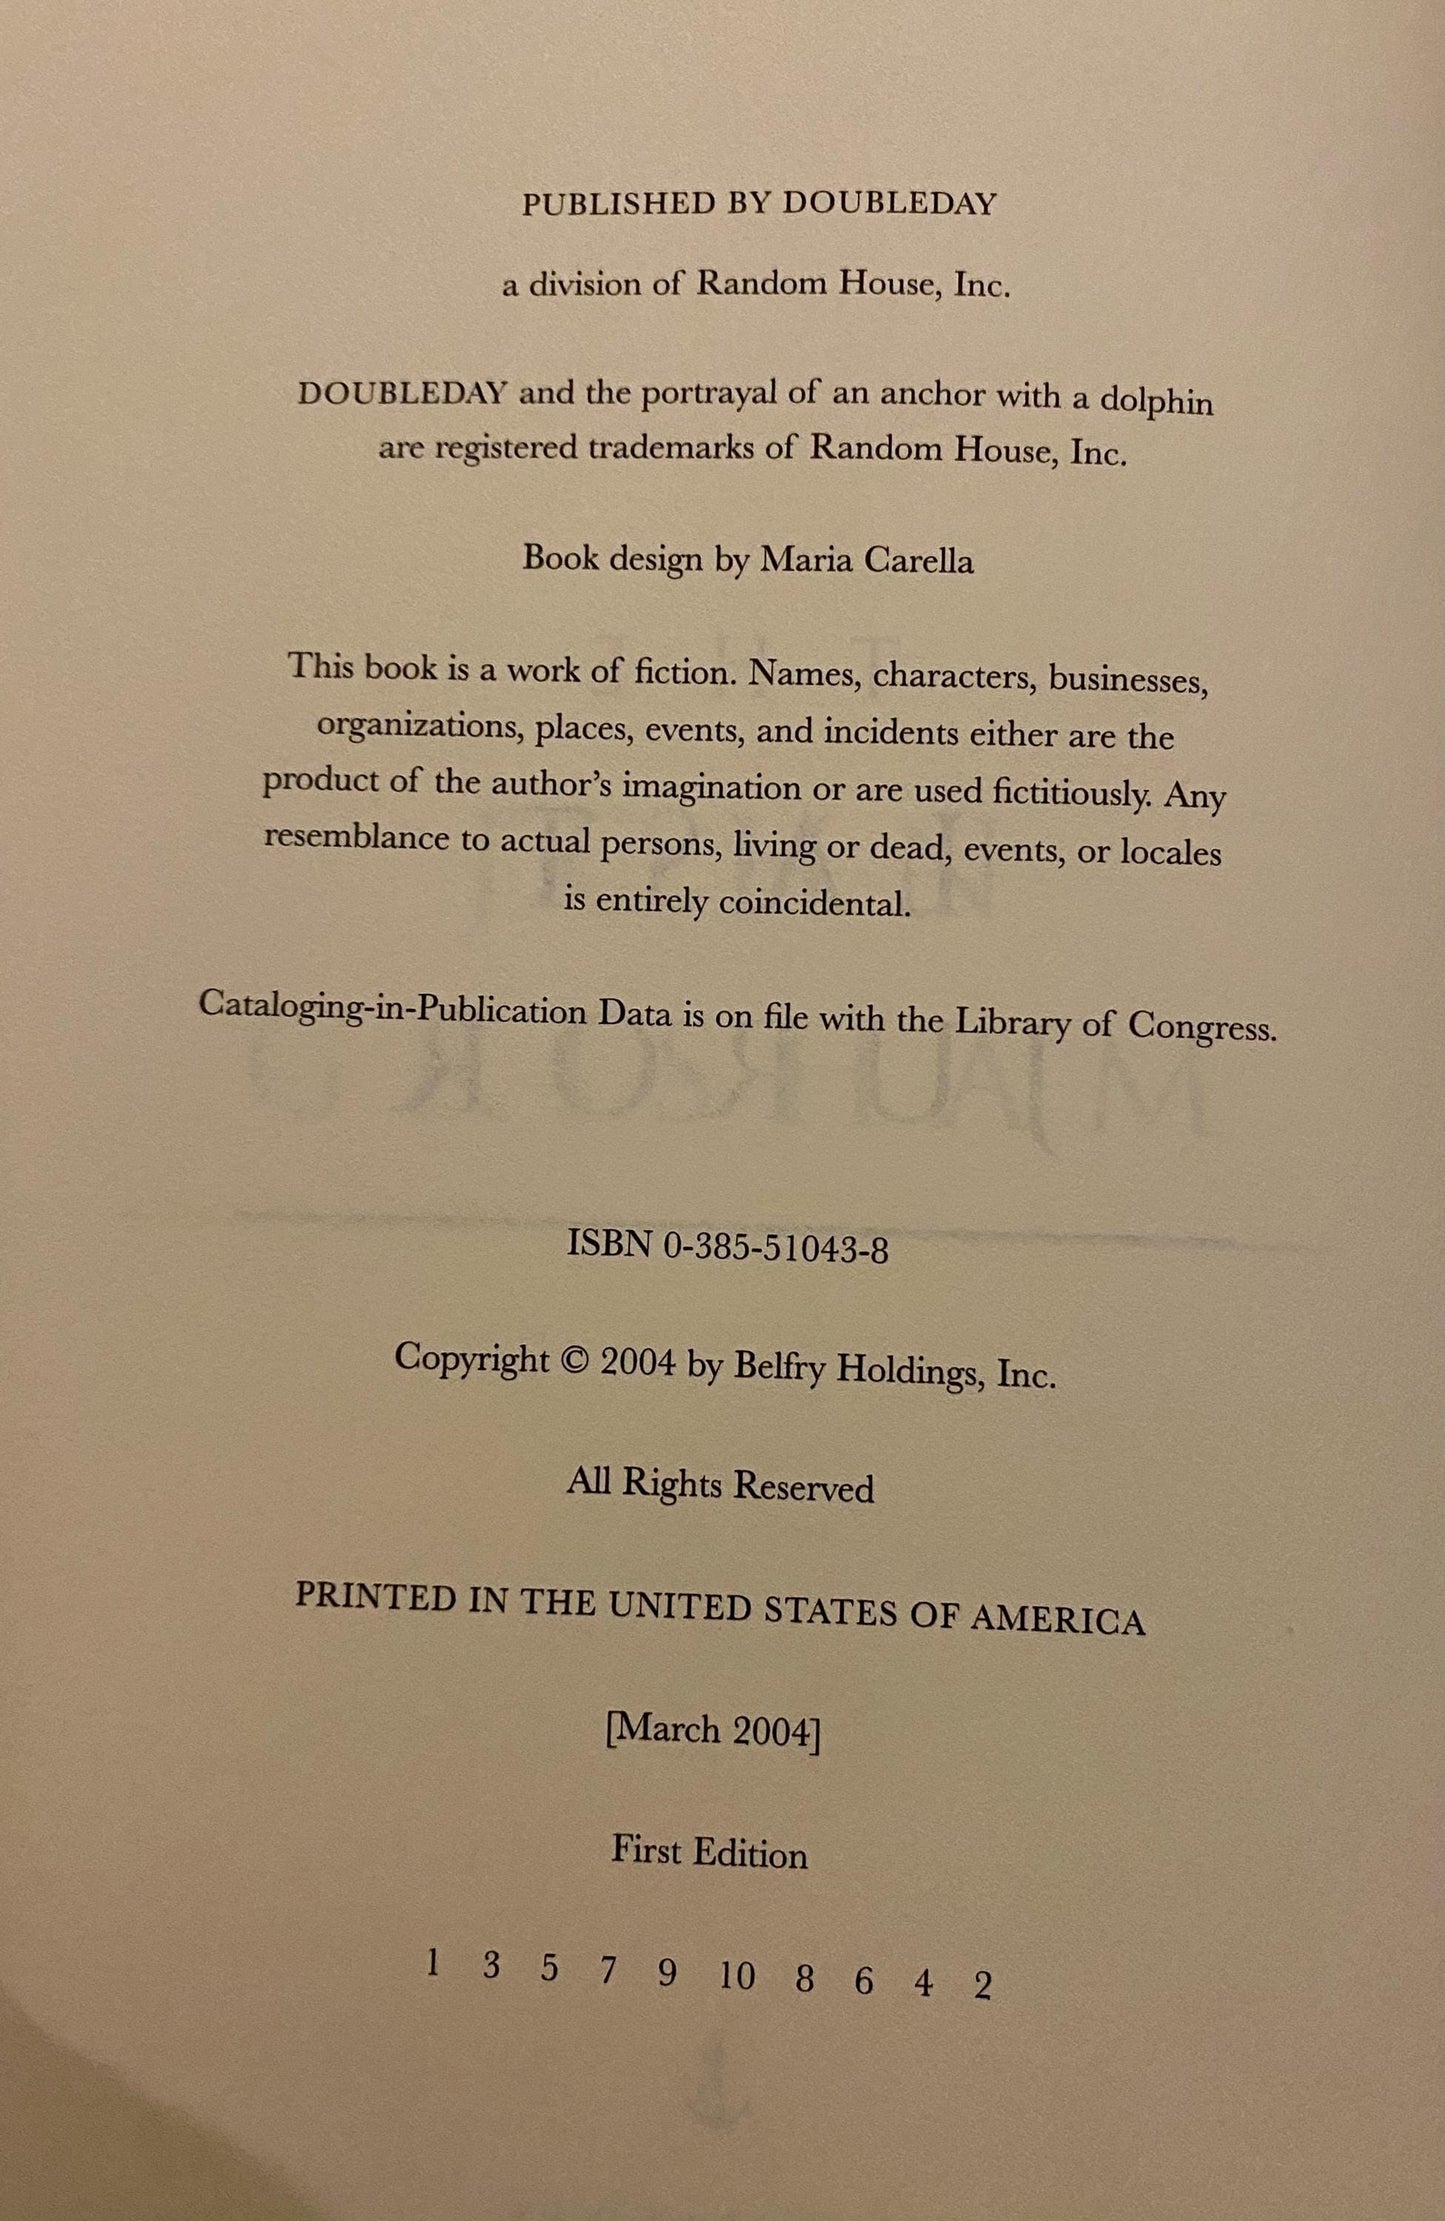 PUBLISHED BY DOUBLEDAY
a division of Random House, Inc.
DOUBLEDAY and the portrayal of an anchor with a dolphin
are registered trademarks of Random House, Inc.
Book design by Maria Carella
This book is a work of fiction. Names, characters, businesses,
organizations, places, events, and incidents either are the
product of the author's imagination or are used fictitiously. Any
resemblance to actual persons, living or dead, events, or locales
is entirely coincidental.
Cataloging-in-Publication Data is on file with the Library of Congress.
ISBN 0-385-51043-8
Copyright © 2004 by Belfry Holdings, Inc.
All Rights Reserved
PRINTED IN THE UNITED STATES OF AMERICA
[March 2004]
First Edition
1 3 5 7 9 10 8 6 4 2